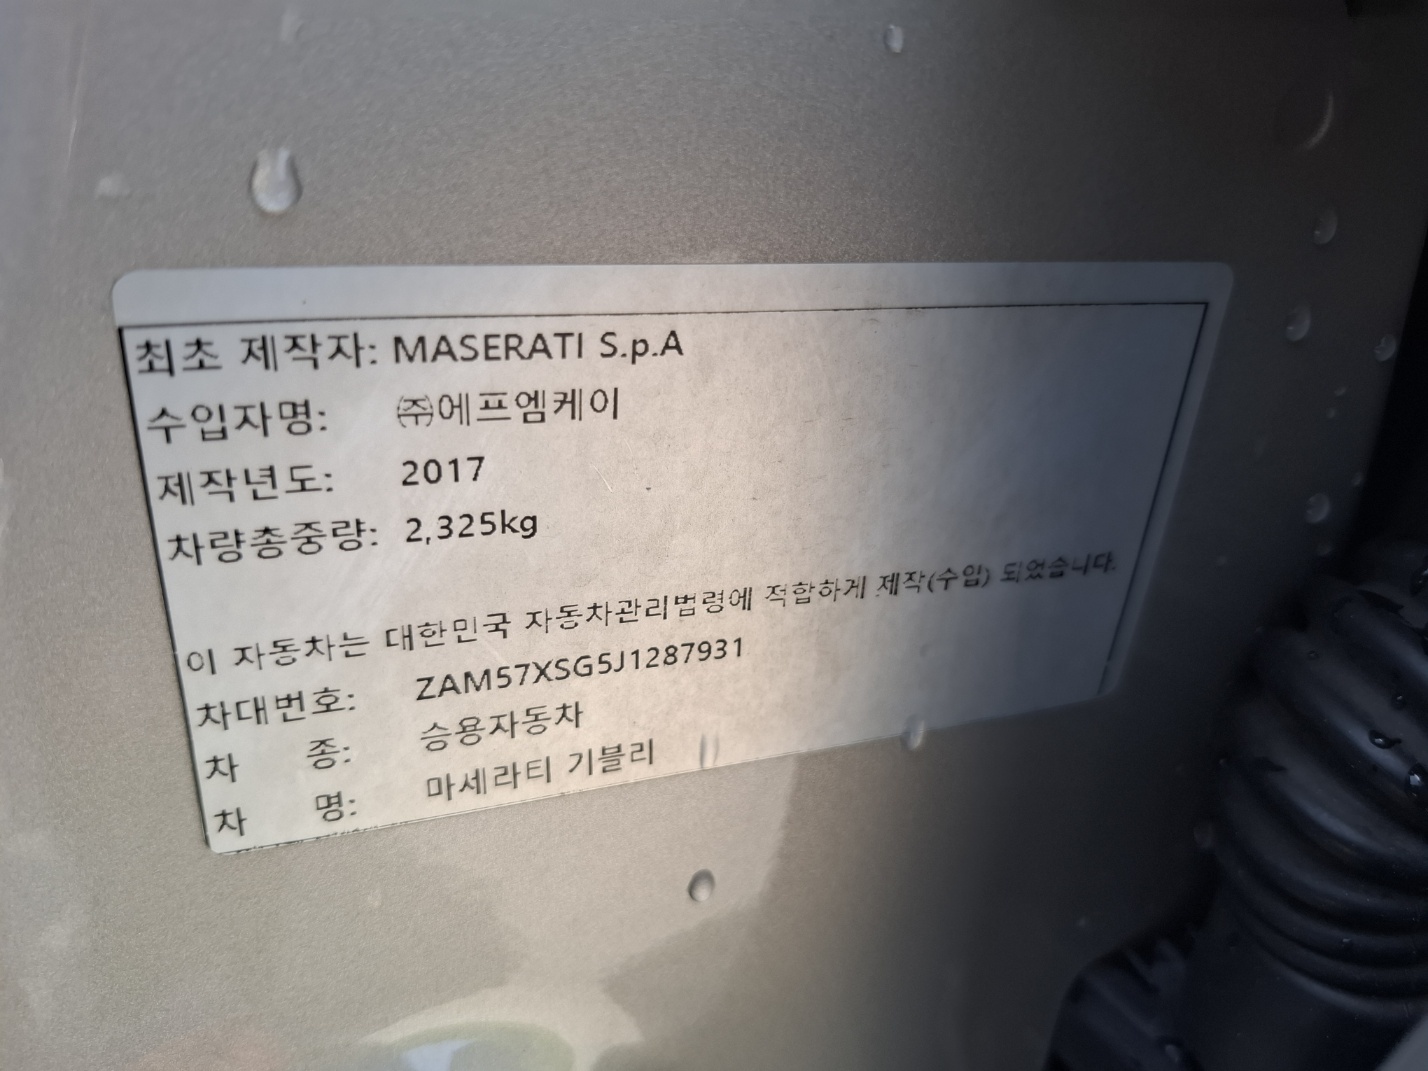 최초 제작자: MASERATI S.p.A
수입자명: ㈜에프엠케이
제작년도: 2017
차량총중량: 2,325kg
이 자동차는 대한민국 자동차관리법령에 적합하게 제작(수입) 되었습니다.
차대번호: ZAM57XSG5J1287931
차 종: 승용자동차
차 명: 마세라티 기블리